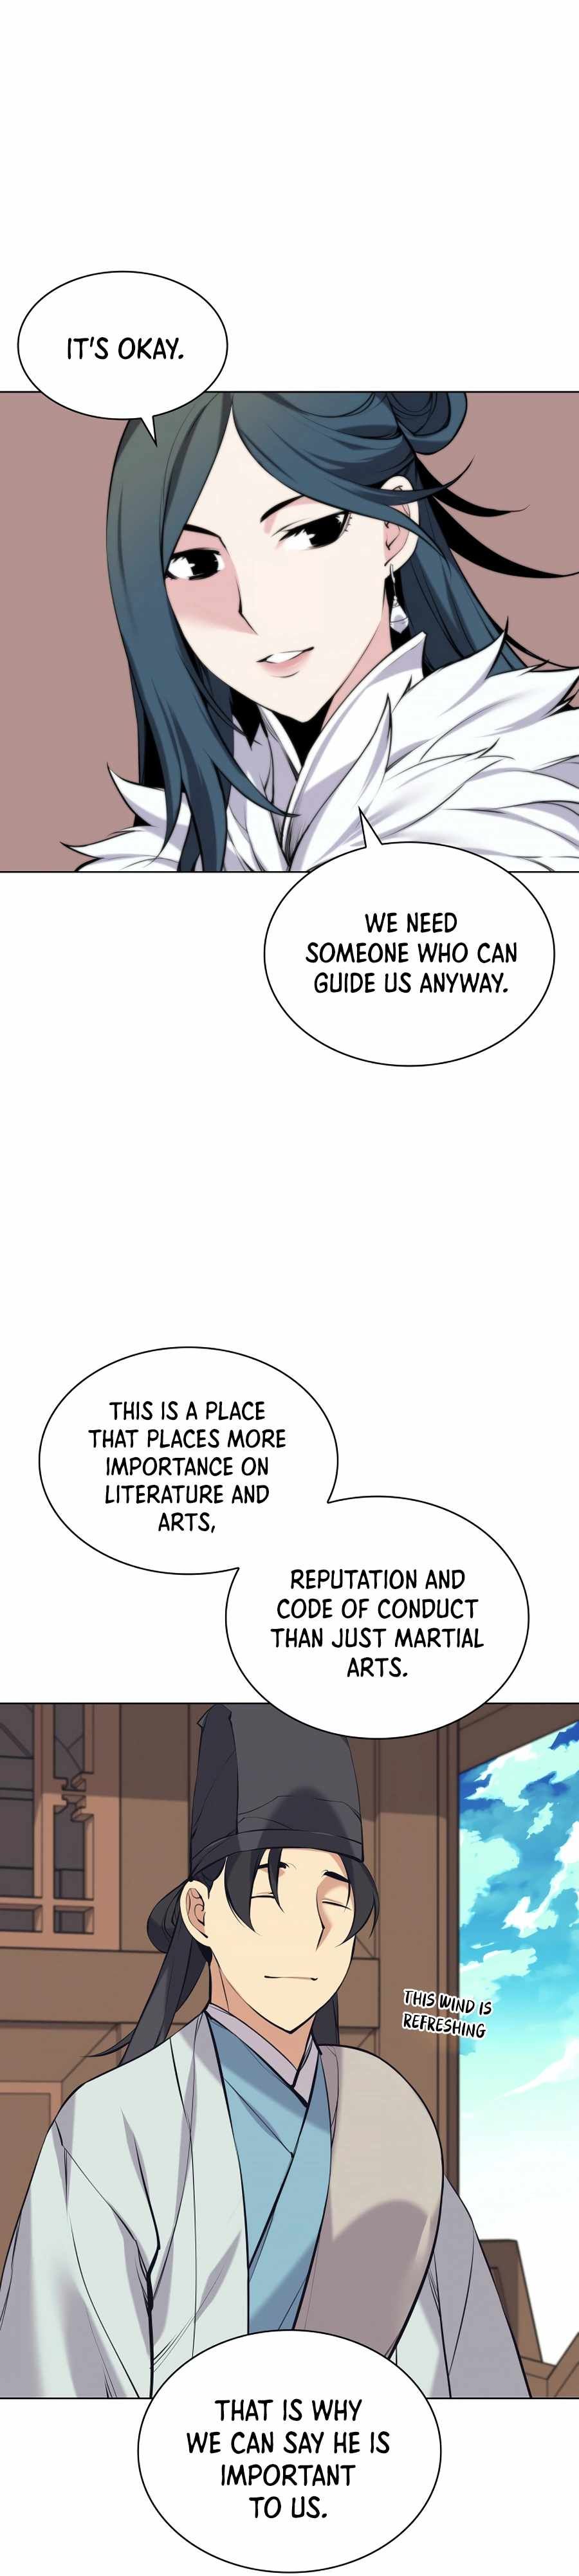 IT'S OKAY.
WE NEED
SOMEONE WHO CAN
GUIDE US ANYWAY.
THIS IS A PLACE
THAT PLACES MORE
IMPORTANCE ON
LITERATURE AND
ARTS,
REPUTATION AND
CODE OF CONDUCT
THAN JUST MARTIAL
ARTS.
THIS WIND IS
REFRESHING
THAT IS WHY
WE CAN SAY HE IS
IMPORTANT
TO US.